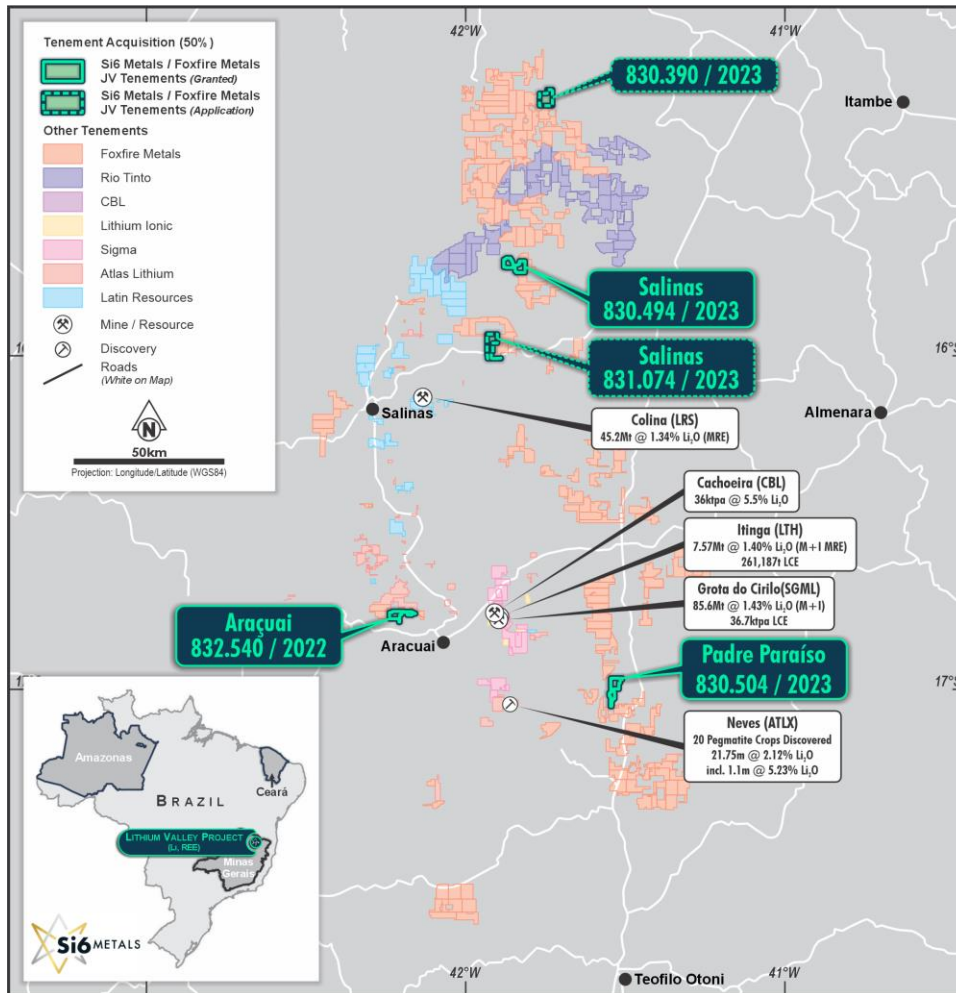 42°W
41°W
Tenement Acquisition (50%)
Si6 Metals / Foxfire Metals
JV Tenements (Granted)
Si6 Metals / Foxfire Metals
JV Tenements (Application)
Other Tenements
Foxfire Metals
Rio Tinto
CBL
Lithium Ionic
Sigma
Atlas Lithium
Latin Resources
Mine / Resource
Discovery
Roads
(White on Map)
N
50km
Projection: Longitude/Latitude (WGS84)
830.390 / 2023
Itambe
Salinas
830.494 / 2023
16°S
Salinas
831.074 / 2023
Salinas
Almenara
Colina (LRS)
45.2Mt @ 1.34% Li₂O (MRE)
Cachoeira (CBL)
36ktpa @ 5.5% Li₂O
Itinga (LTH)
7.57Mt @ 1.40% Li₂O (M+I MRE)
261,187t LCE
Grota do Cirilo(SGML)
85.6Mt @ 1.43% Li₂O (M+I)
36.7ktpa LCE
Araçuai
832.540 / 2022
Aracuai
Padre Paraíso
830.504 / 2023
17°S
Neves (ATLX)
20 Pegmatite Crops Discovered
21.75m @ 2.12% Li₂O
incl. 1.1m @ 5.23% Li₂O
Amazonas
Ceará
BRAZIL
LITHIUM VALLEY PROJECT
(Li, REE)
Minas
Gerais
Si6 METALS
Teofilo Otoni
42°W
41°W